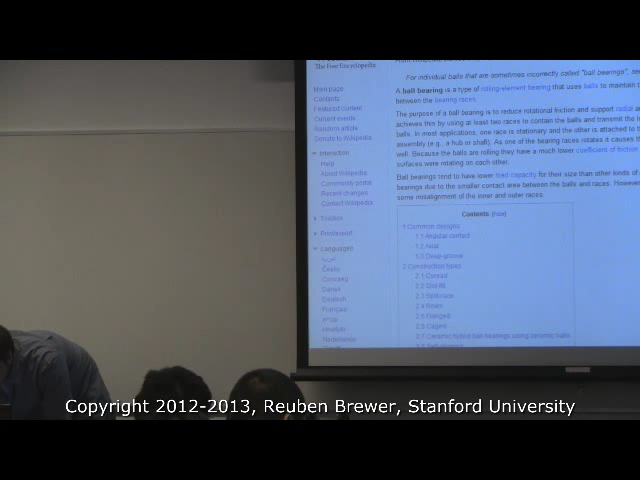 The Free Encyclopedia
Main page
Contents
Featured content
Current events
Random article
Donate to Wikipedia
Interaction
Help
About Wikipedia
Community portal
Recent changes
Contact Wikipedia
Toolbox
Print/export
Languages
Česky
Dansk
Deutsch
Français
Nederlands
For individual balls that are sometimes incorrectly called "ball bearings", see
A ball bearing is a type of rolling-element bearing that uses balls to maintain t
between the bearing races.
The purpose of a ball bearing is to reduce rotational friction and support radial a
achieves this by using at least two races to contain the balls and transmit the l
balls. In most applications, one race is stationary and the other is attached to t
assembly (e.g., a hub or shaft). As one of the bearing races rotates it causes th
well. Because the balls are rolling they have a much lower coefficient of friction
surfaces were rotating on each other.
Ball bearings tend to have lower load capacity for their size than other kinds of
bearings due to the smaller contact area between the balls and races. However
some misalignment of the inner and outer races.
Contents [hide]
1 Common designs
1.1 Angular contact
1.2 Axial
1.3 Deep-groove
2 Construction types
2.1 Conrad
2.2 Slot-fill
2.3 Split-race
2.4 Rows
2.5 Flanged
2.6 Caged
2.7 Ceramic hybrid ball bearings using ceramic balls
Copyright 2012-2013, Reuben Brewer, Stanford University